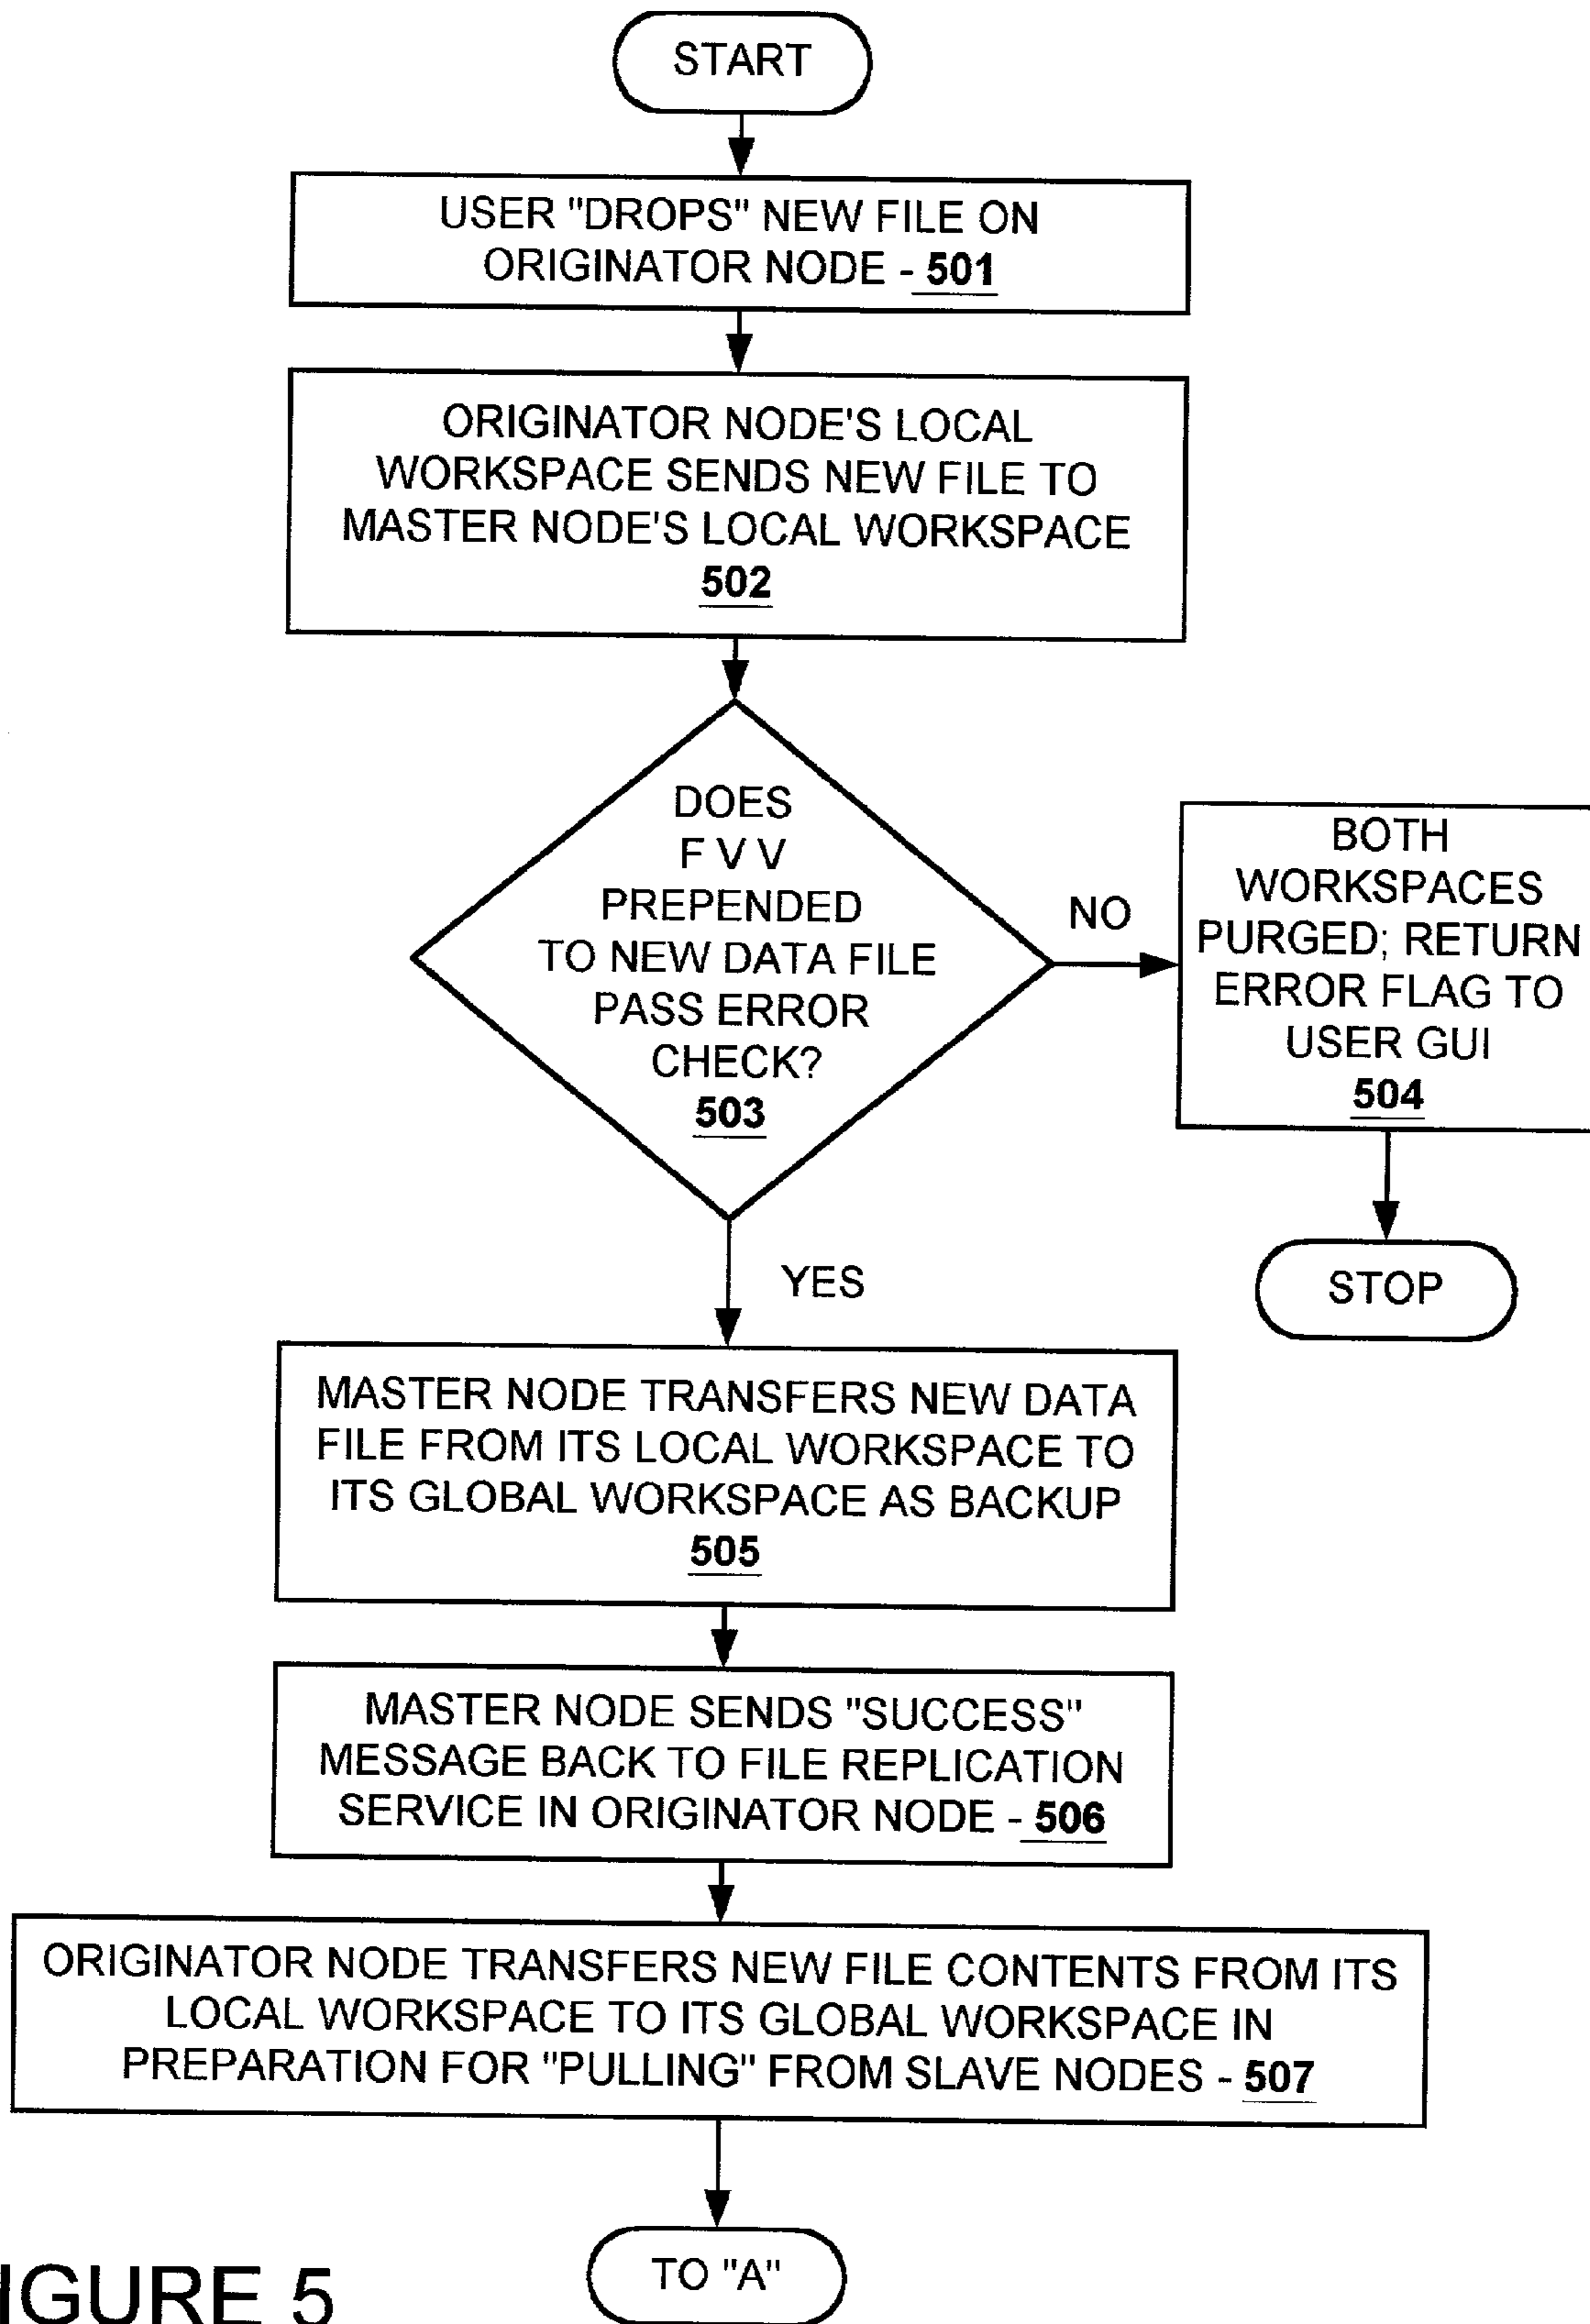 START
USER "DROPS" NEW FILE ON
ORIGINATOR NODE - 501
ORIGINATOR NODE'S LOCAL
WORKSPACE SENDS NEW FILE TO
MASTER NODE'S LOCAL WORKSPACE
502
DOES
F V V
PREPENDED
TO NEW DATA FILE
PASS ERROR
CHECK?
503
NO
BOTH
WORKSPACES
PURGED; RETURN
ERROR FLAG TO
USER GUI
504
STOP
YES
MASTER NODE TRANSFERS NEW DATA
FILE FROM ITS LOCAL WORKSPACE TO
ITS GLOBAL WORKSPACE AS BACKUP
505
MASTER NODE SENDS "SUCCESS"
MESSAGE BACK TO FILE REPLICATION
SERVICE IN ORIGINATOR NODE - 506
ORIGINATOR NODE TRANSFERS NEW FILE CONTENTS FROM ITS
LOCAL WORKSPACE TO ITS GLOBAL WORKSPACE IN
PREPARATION FOR "PULLING" FROM SLAVE NODES - 507
TO "A"
IGURE 5